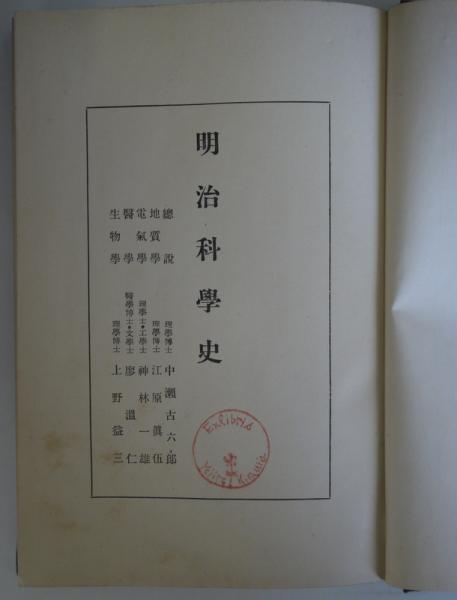 明治科學史
總說 理學博士 中瀬古六郎
地質學 理學博士 江原眞伍
電氣學 理學士・工學士 神林一雄
醫學 醫學博士・文學士 廖溫仁
生物學 理學博士 上野益三
Exlibris